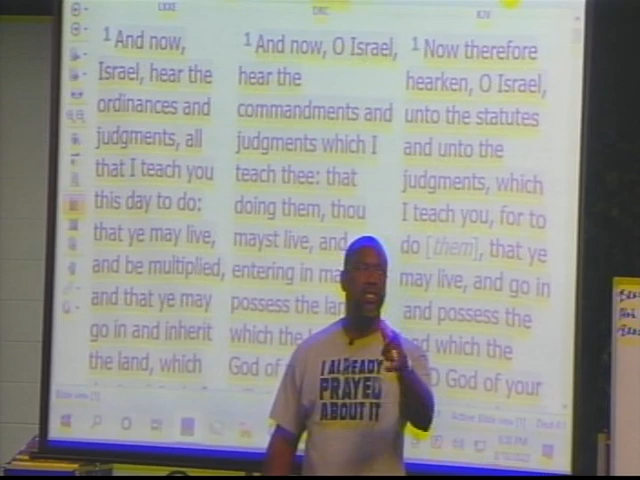 LXXE
DRC
KJV
1 And now,
Israel, hear the
ordinances and
judgments, all
that I teach you
this day to do:
that ye may live,
and be multiplied,
and that ye may
go in and inherit
the land, which
1 And now, O Israel,
hear the
commandments and
judgments which I
teach thee: that
doing them, thou
mayst live, and
entering in
possess the
which the
God of
1 Now therefore
hearken, O Israel,
unto the statutes
and unto the
judgments, which
I teach you, for to
do [them], that ye
may live, and go in
and possess the
which the
God of your
I ALREADY
PRAYED
ABOUT IT